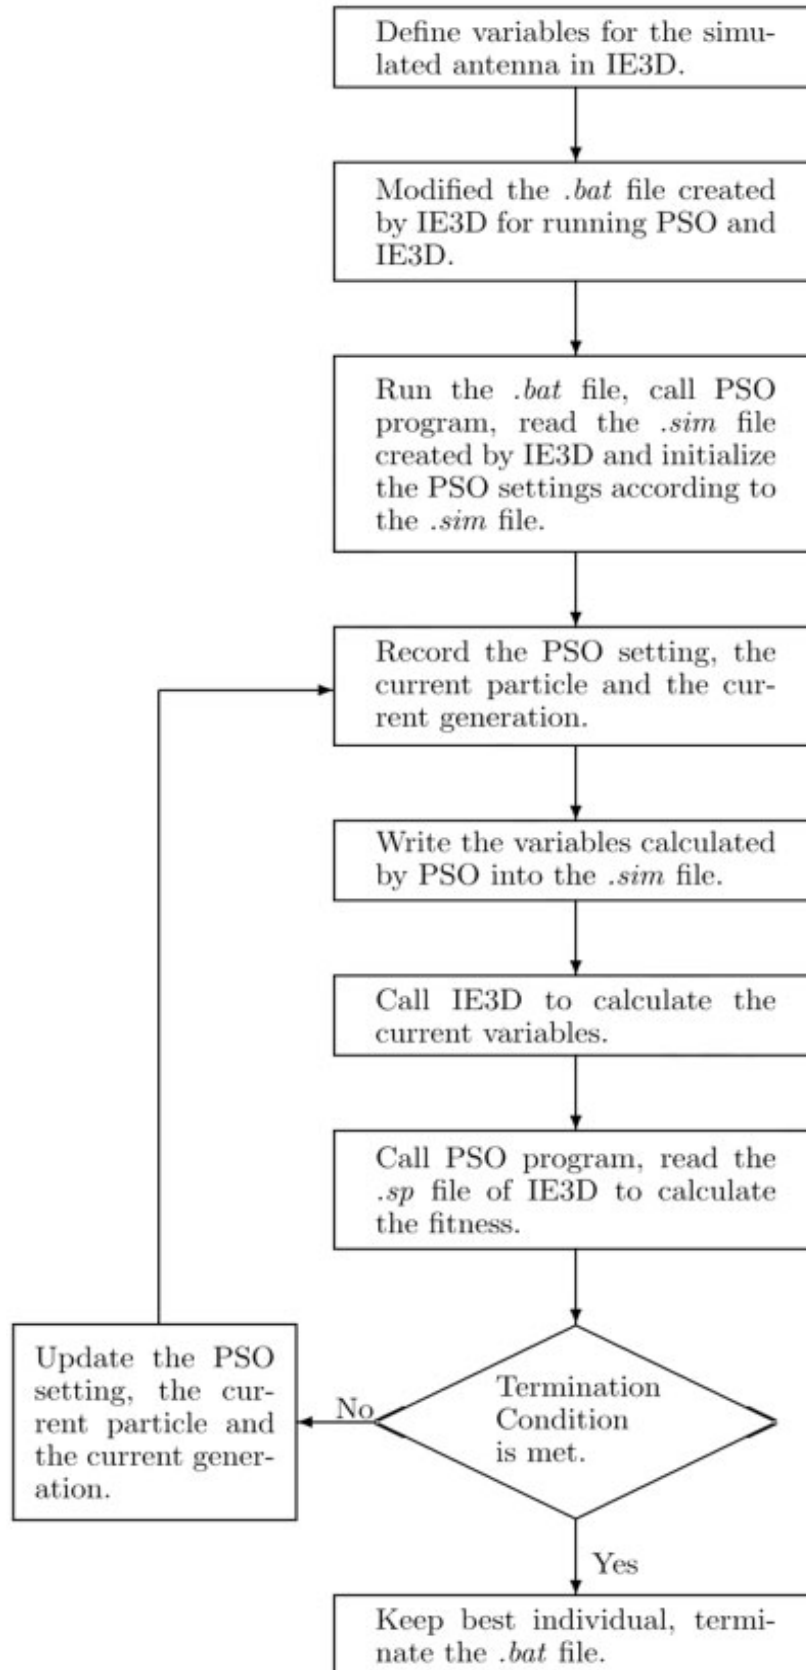 Define variables for the simu-
lated antenna in IE3D.
Modified the .bat file created
by IE3D for running PSO and
IE3D.
Run the .bat file, call PSO
program, read the .sim file
created by IE3D and initialize
the PSO settings according to
the .sim file.
Record the PSO setting, the
current particle and the cur-
rent generation.
Write the variables calculated
by PSO into the .sim file.
Call IE3D to calculate the
current variables.
Call PSO program, read the
.sp file of IE3D to calculate
the fitness.
Termination
Condition
is met.
No
Update the PSO
setting, the cur-
rent particle and
the current gener-
ation.
Yes
Keep best individual, termi-
nate the .bat file.